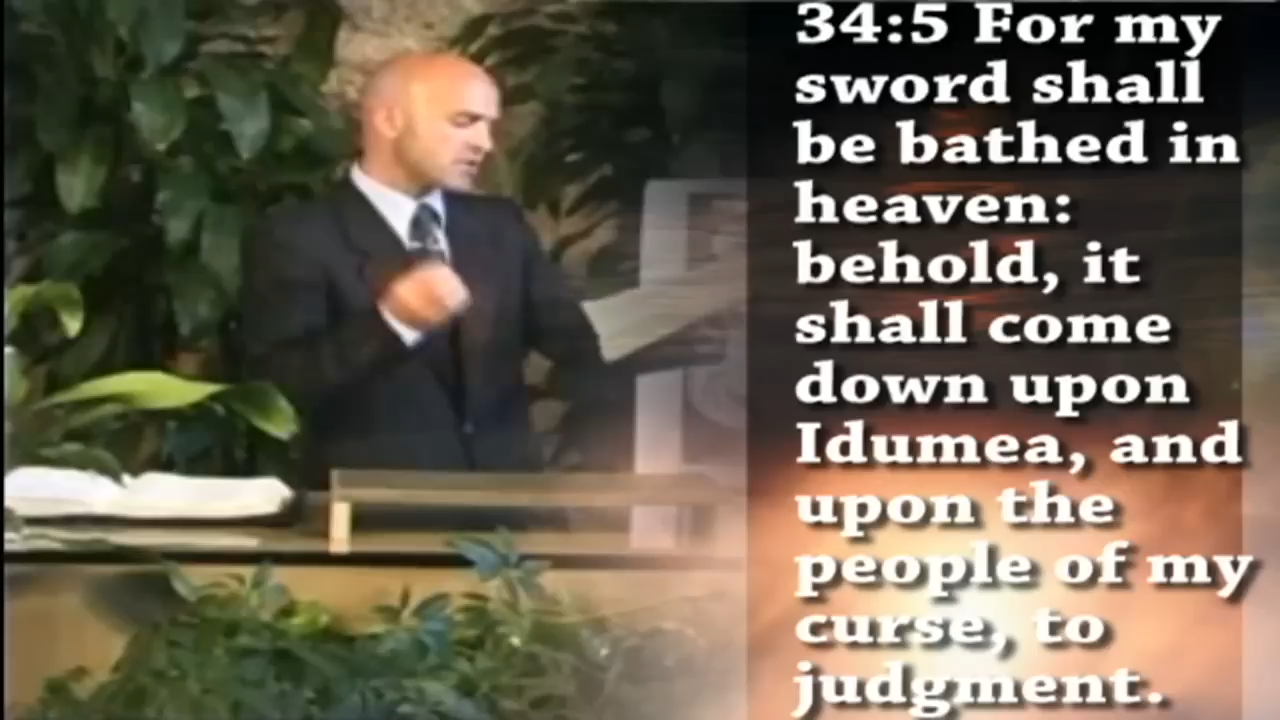 34:5 For my
sword shall
be bathed in
heaven:
behold, it
shall come
down upon
Idumea, and
upon the
people of my
curse, to
judgment.